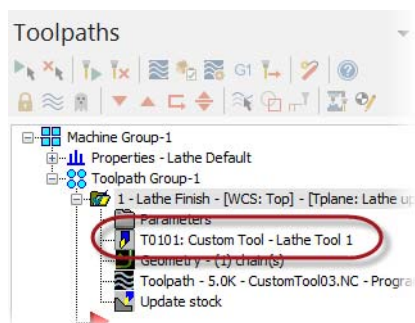 Toolpaths
G1
Machine Group-1
Properties - Lathe Default
Toolpath Group-1
1 - Lathe Finish - [WCS: Top] - [Tplane: Lathe up
Parameters
T0101: Custom Tool - Lathe Tool 1
Geometry - (1) chain(s)
Toolpath - 5.0K - CustomTool03.NC - Progra
Update stock